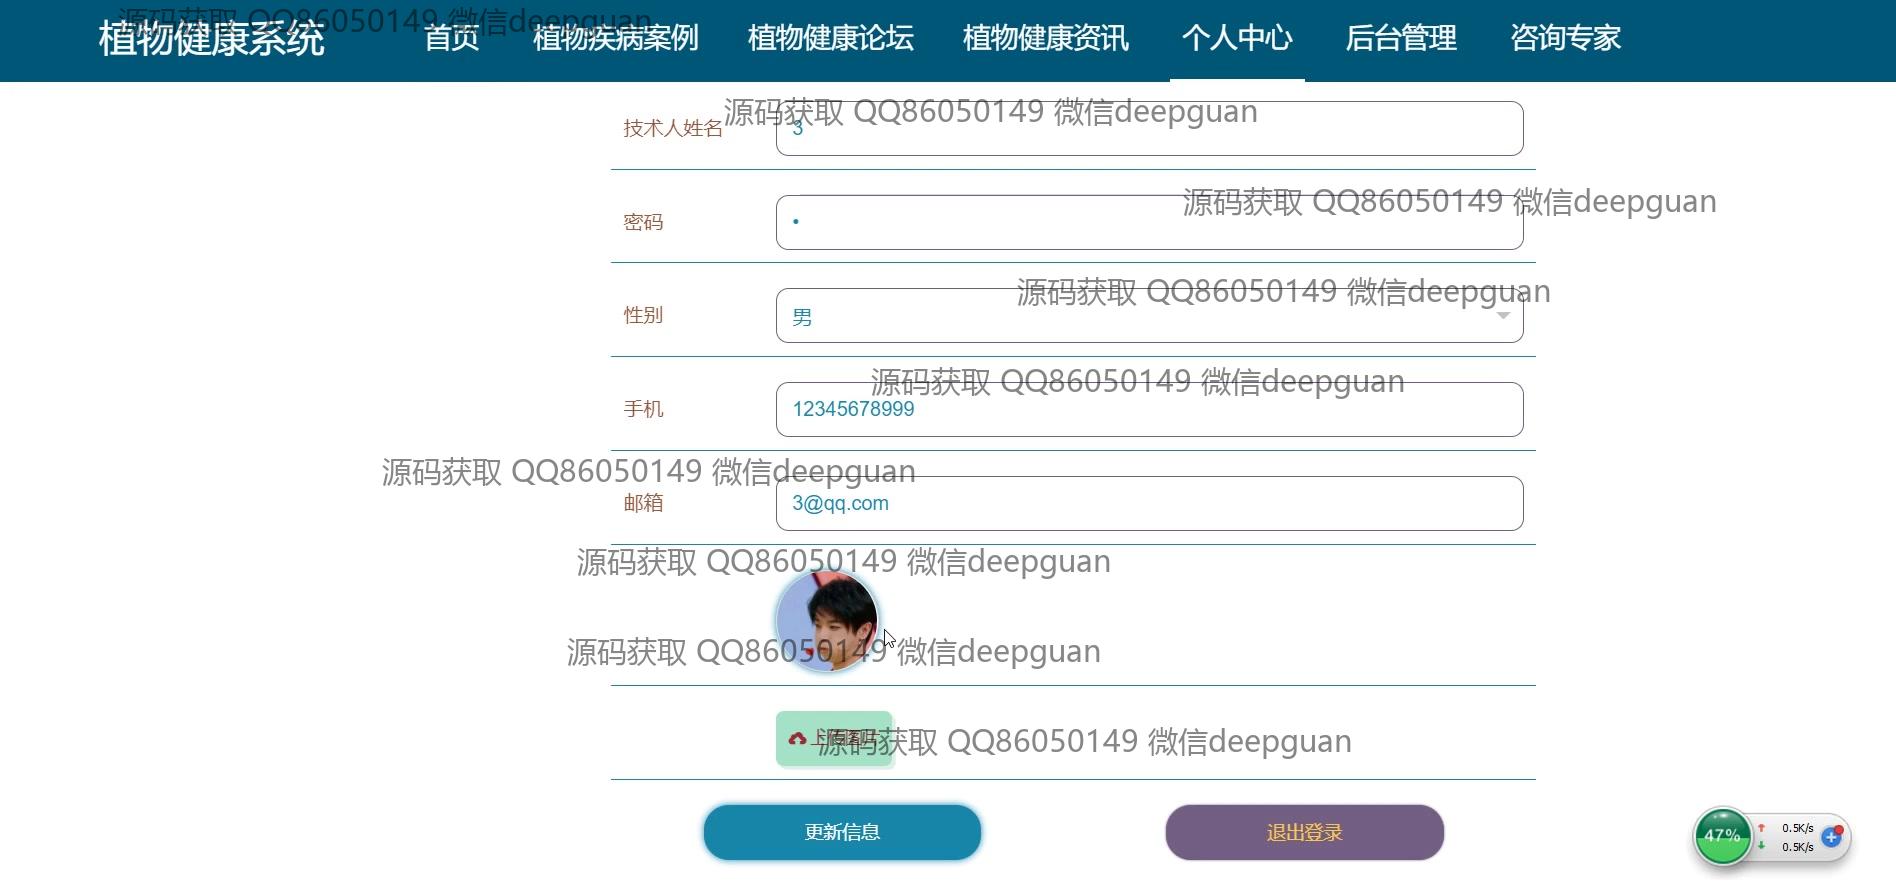 源码获取 QQ86050149 微信deepguan
植物健康系统 首页 植物疾病案例 植物健康论坛 植物健康资讯 个人中心 后台管理 咨询专家
源码获取 QQ86050149 微信deepguan
技术人姓名 3
源码获取 QQ86050149 微信deepguan
密码 •
源码获取 QQ86050149 微信deepguan
性别 男
源码获取 QQ86050149 微信deepguan
手机 12345678999
源码获取 QQ86050149 微信deepguan
邮箱 3@qq.com
源码获取 QQ86050149 微信deepguan
源码获取 QQ86050149 微信deepguan
源码获取 QQ86050149 微信deepguan
更新信息 退出登录
47% 0.5K/s
0.5K/s